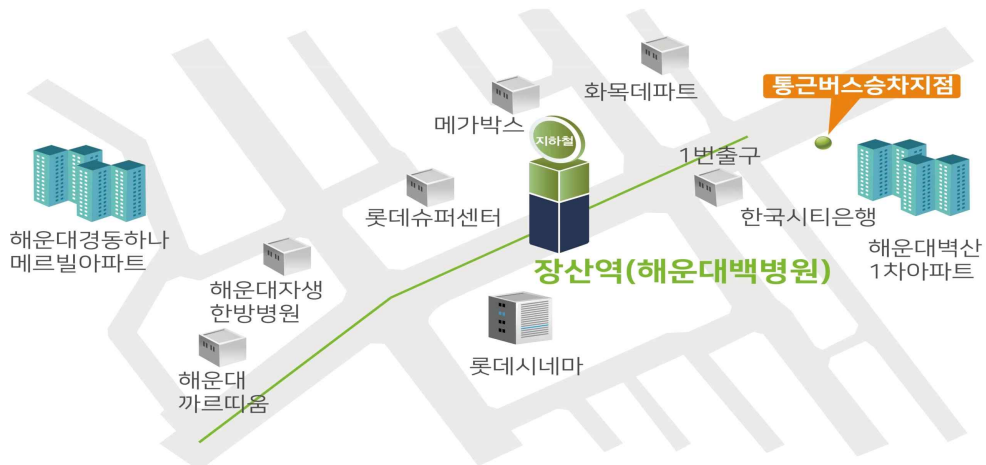 화목데파트
통근버스승차지점
메가박스
지하철
1번출구
롯데슈퍼센터
한국시티은행
해운대경동하나
메르빌아파트
해운대벽산
1차아파트
장산역(해운대백병원)
해운대자생
한방병원
롯데시네마
해운대
까르띠움